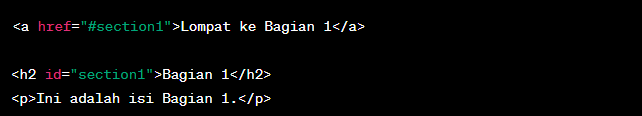 <a href="#section1">Lompat ke Bagian 1</a>
<h2 id="section1">Bagian 1</h2>
<p>Ini adalah isi Bagian 1.</p>